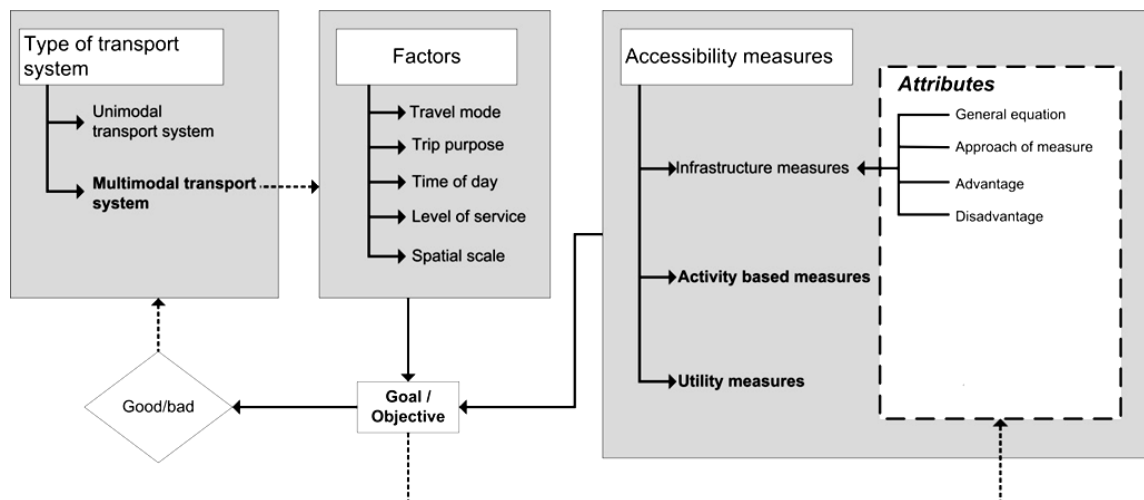 Type of transport
system
Unimodal
transport system
Multimodal transport
system
Factors
Travel mode
Trip purpose
Time of day
Level of service
Spatial scale
Accessibility measures
Infrastructure measures
Activity based measures
Utility measures
Attributes
General equation
Approach of measure
Advantage
Disadvantage
Good/bad
Goal /
Objective